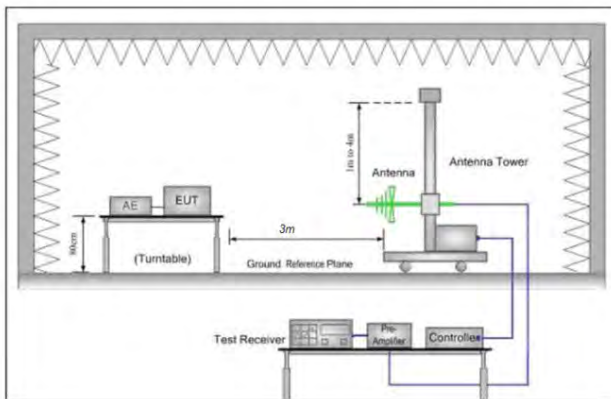 1m to 4m
Antenna
Antenna Tower
AE
EUT
80cm
(Turntable)
3m
Ground Reference Plane
Test Receiver
Pre-
Amplifier
Controller